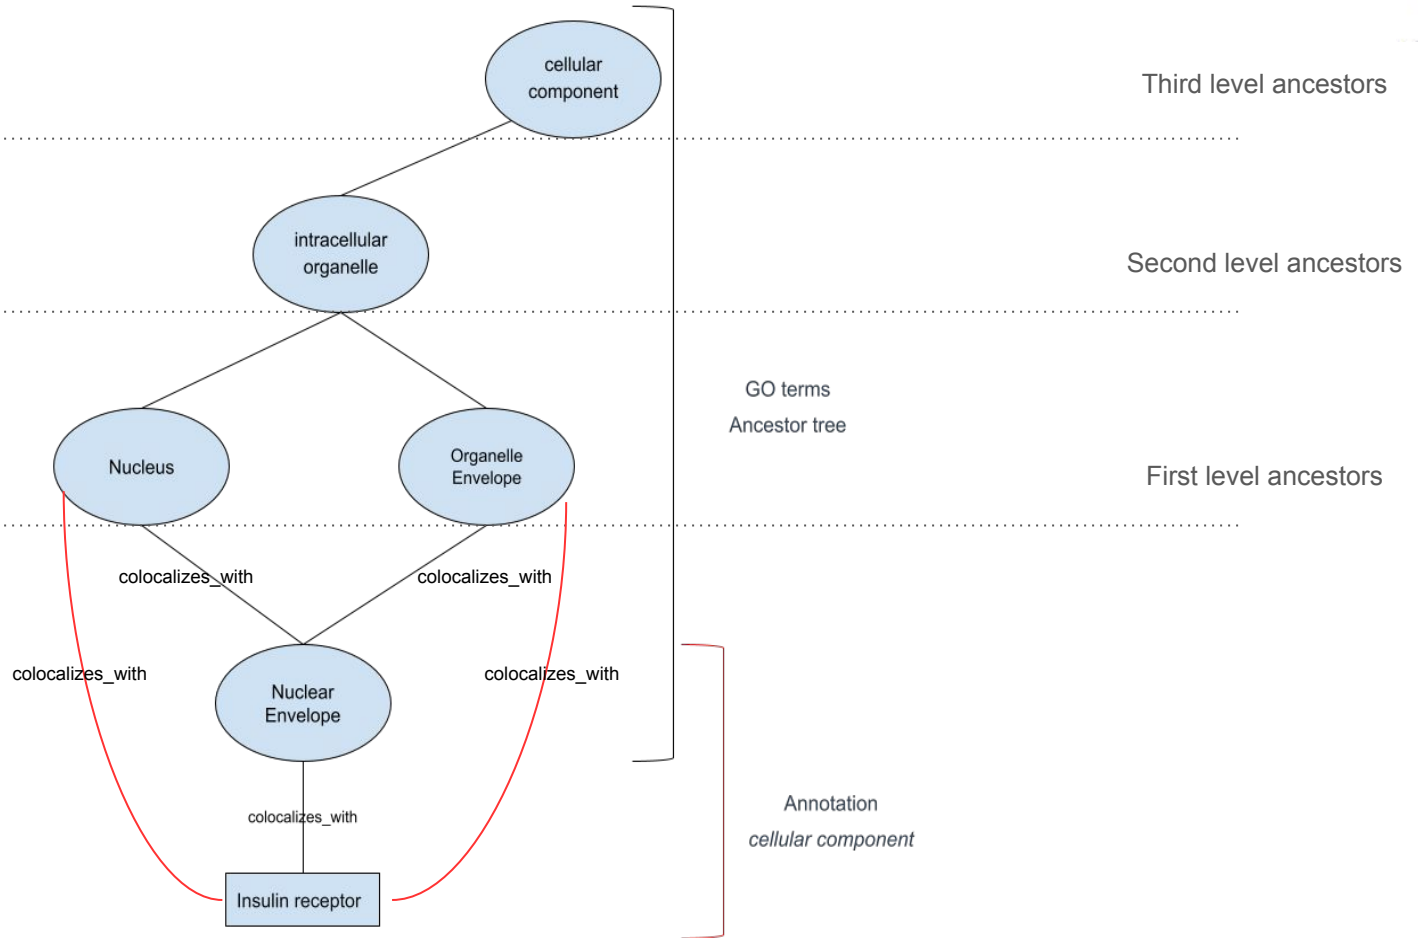 cellular
component
Third level ancestors
intracellular
organelle
Second level ancestors
GO terms
Ancestor tree
Nucleus
Organelle
Envelope
First level ancestors
colocalizes_with
colocalizes_with
colocalizes_with
colocalizes_with
Nuclear
Envelope
Annotation
cellular component
colocalizes_with
Insulin receptor